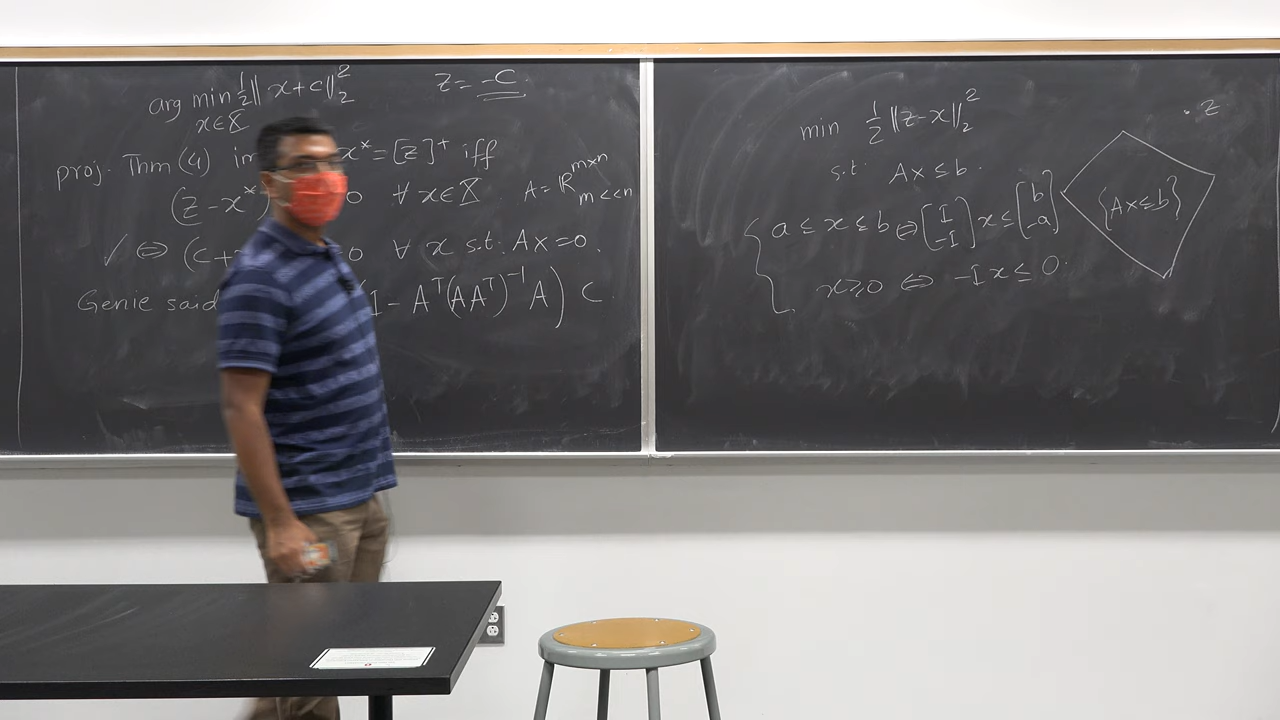 arg min ½‖x+c‖₂² z = -c
x∈X
proj. Thm (4) im x* = [z]⁺ iff
(z-x*) 0 ∀ x∈X A = ℝ^{m×n} m<<n
✓ ⇔ (c+ 0 ∀ x s.t. Ax=0.
Genie said (I - Aᵀ(AAᵀ)⁻¹A) c
min ½‖z-x‖₂²
s.t. Ax ≤ b.
a ≤ x ≤ b ⇔ [I -I] x ≤ [b -a]
x≥0 ⇔ -I x ≤ 0.
. z
{Ax≤b}